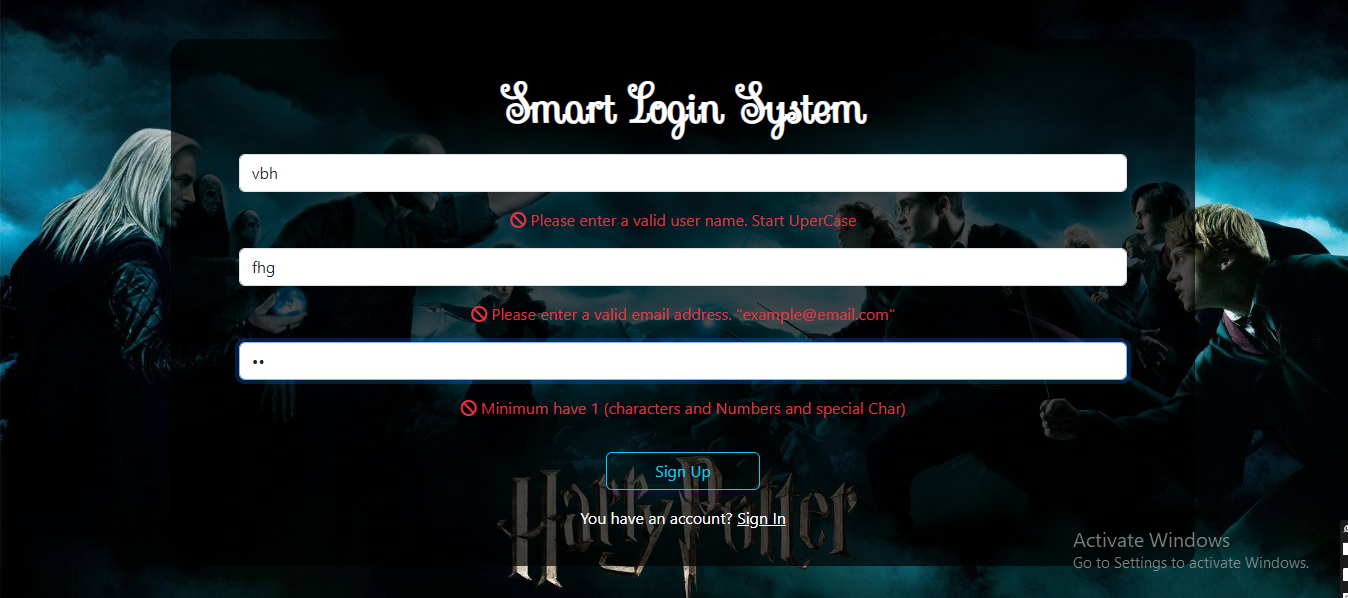 Smart Login System
vbh
Please enter a valid user name. Start UperCase
fhg
Please enter a valid email address. "example@email.com"
••
Minimum have 1 (characters and Numbers and special Char)
Sign Up
Harry Potter
You have an account? Sign In
Activate Windows
Go to Settings to activate Windows.